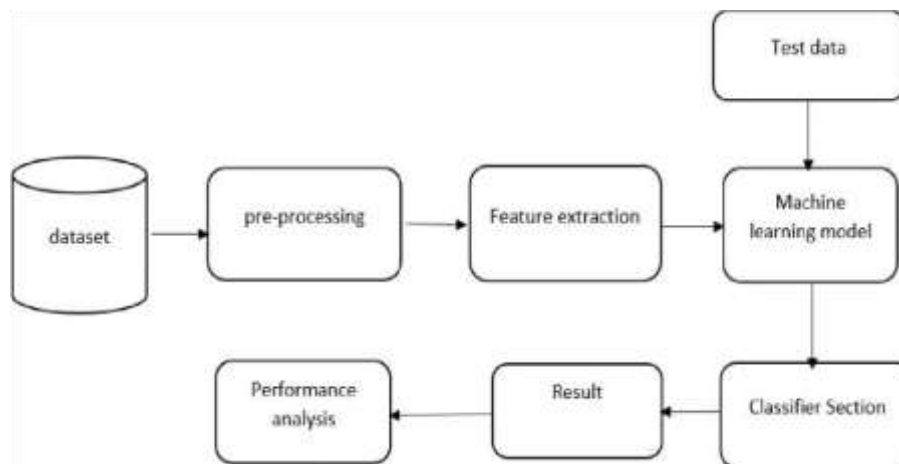 Test data
dataset
pre-processing
Feature extraction
Machine
learning model
Performance
analysis
Result
Classifier Section